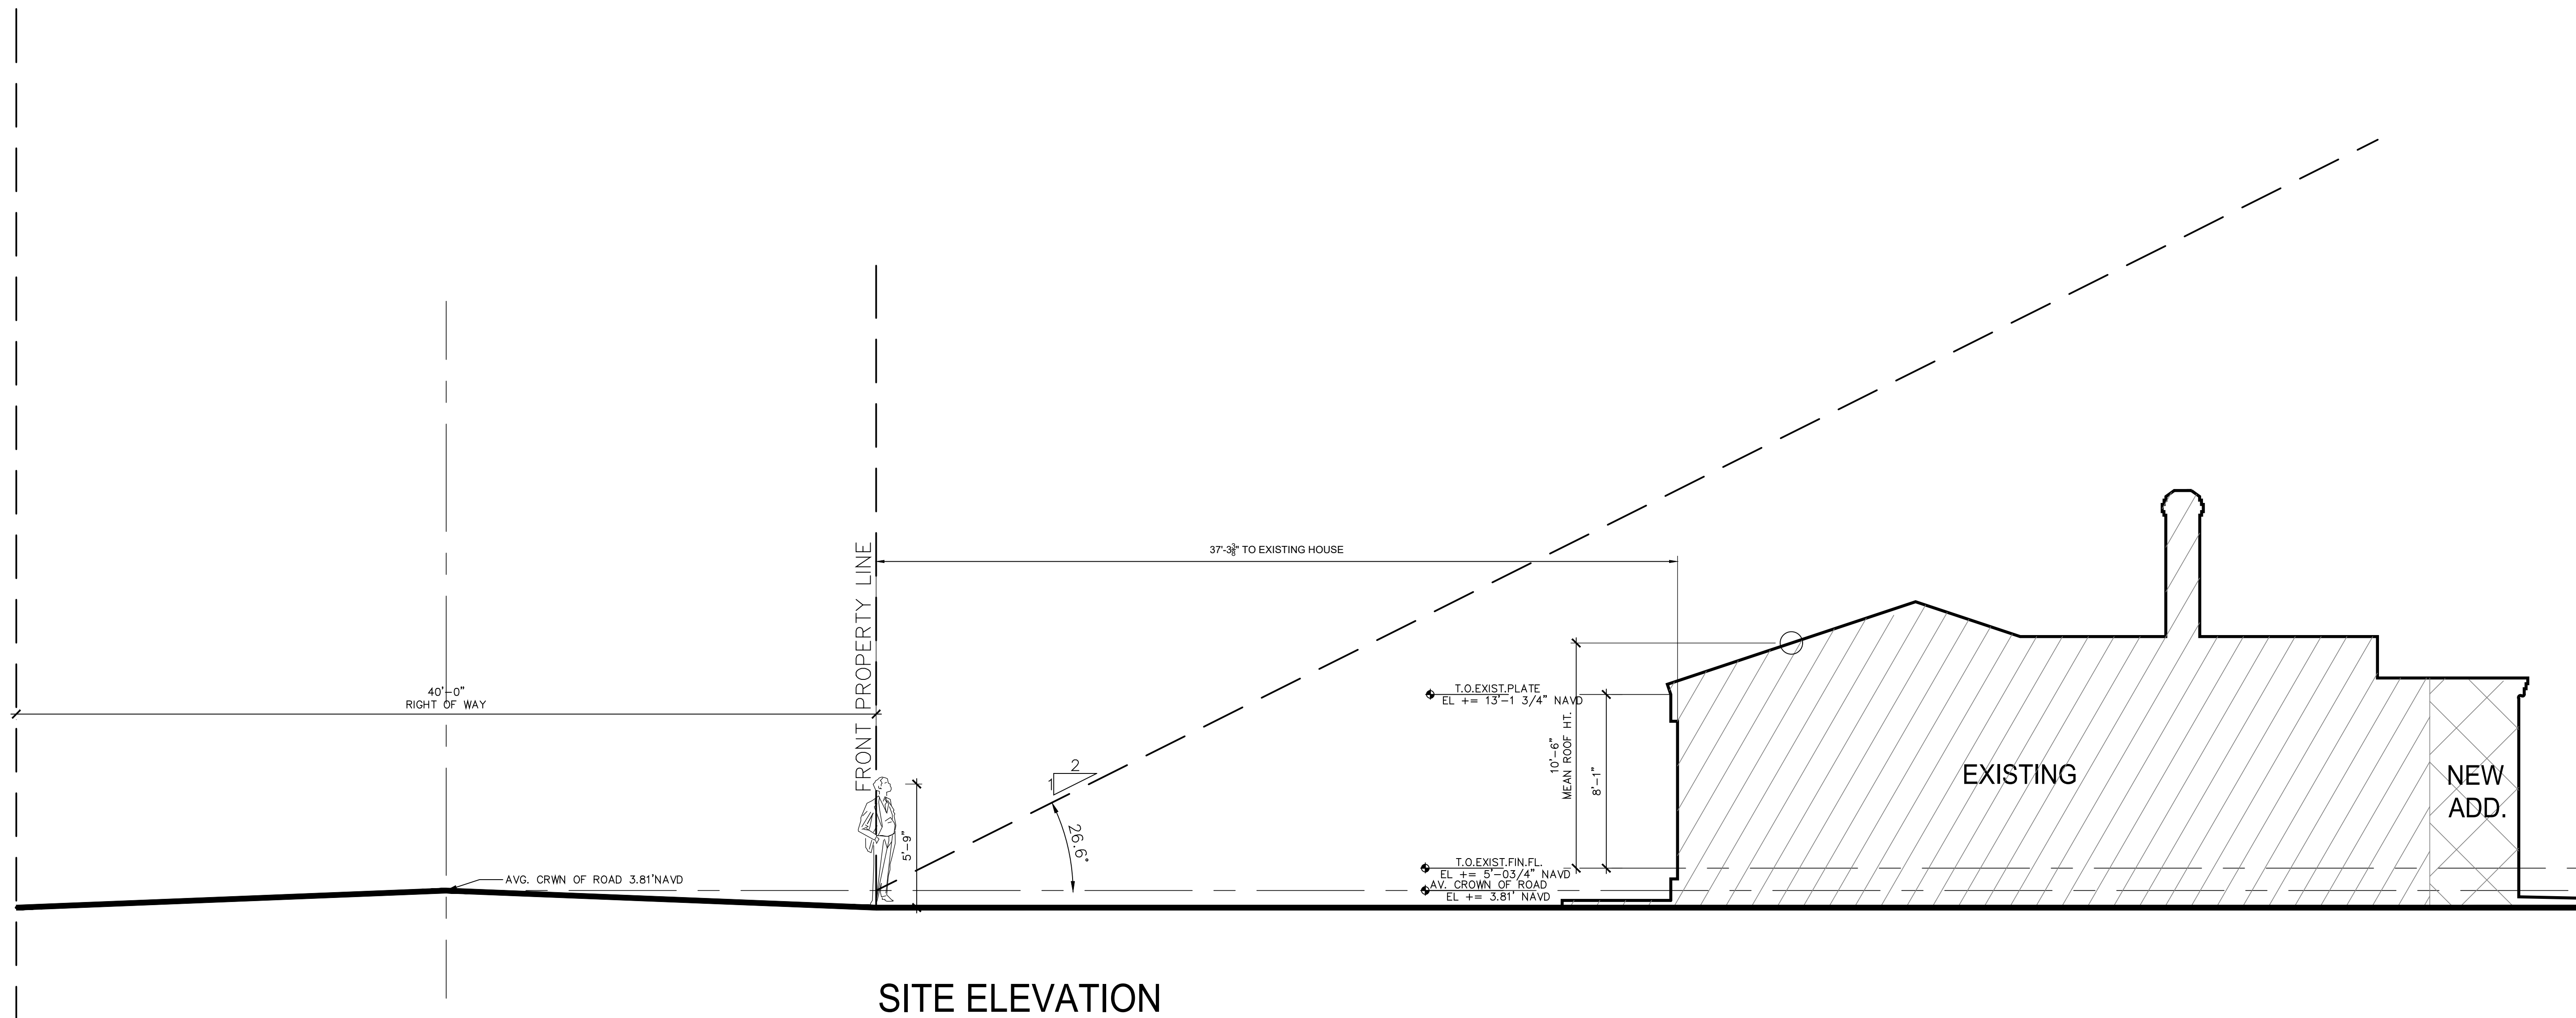 37'-3⅜" TO EXISTING HOUSE
FRONT PROPERTY LINE
40'-0"
RIGHT OF WAY
T.O.EXIST.PLATE
EL += 13'-1 3/4" NAVD
10'-6"
MEAN ROOF HT.
8'-1"
2
1
26.6°
5'-9"
EXISTING
NEW
ADD.
AVG. CRWN OF ROAD 3.81'NAVD
T.O.EXIST.FIN.FL.
EL += 5'-03/4" NAVD
AV. CROWN OF ROAD
EL += 3.81' NAVD
SITE ELEVATION